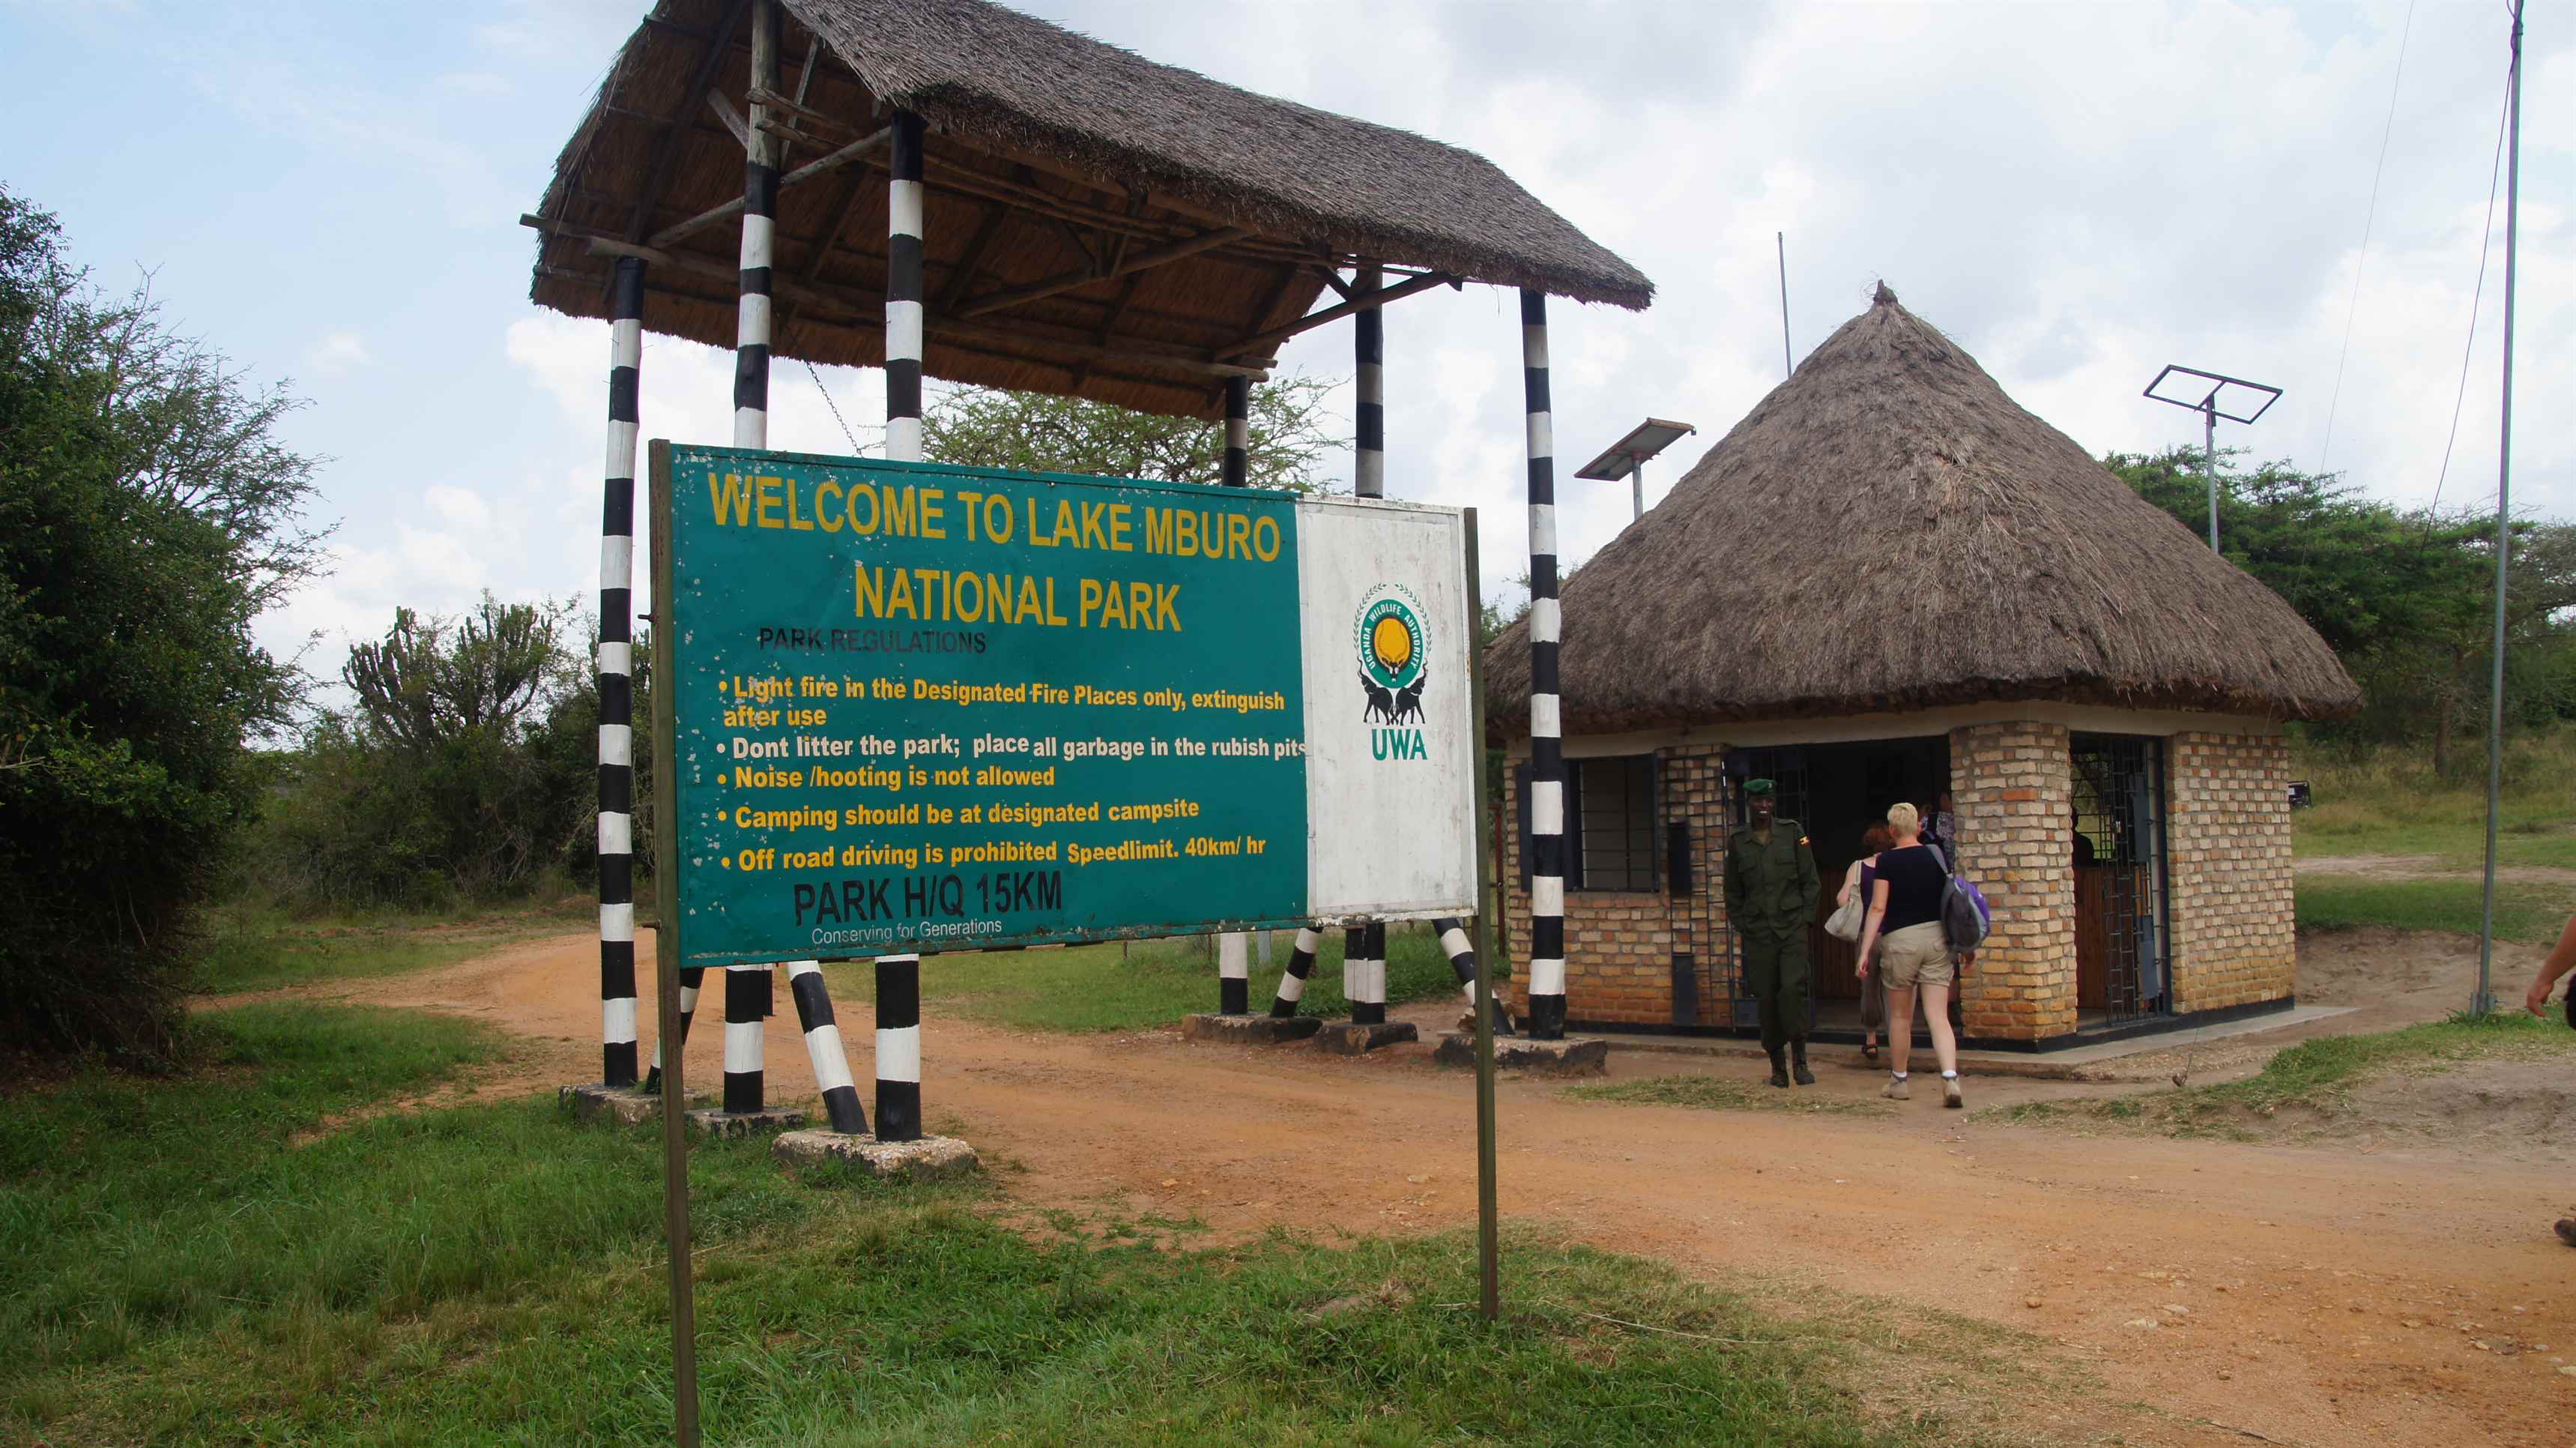 WELCOME TO LAKE MBURO
NATIONAL PARK
PARK REGULATIONS
• Light fire in the Designated Fire Places only, extinguish
after use
• Dont litter the park; place all garbage in the rubish pits
• Noise /hooting is not allowed
• Camping should be at designated campsite
• Off road driving is prohibited Speedlimit. 40km/ hr
PARK H/Q 15KM
Conserving for Generations
UGANDA WILDLIFE AUTHORITY
UWA